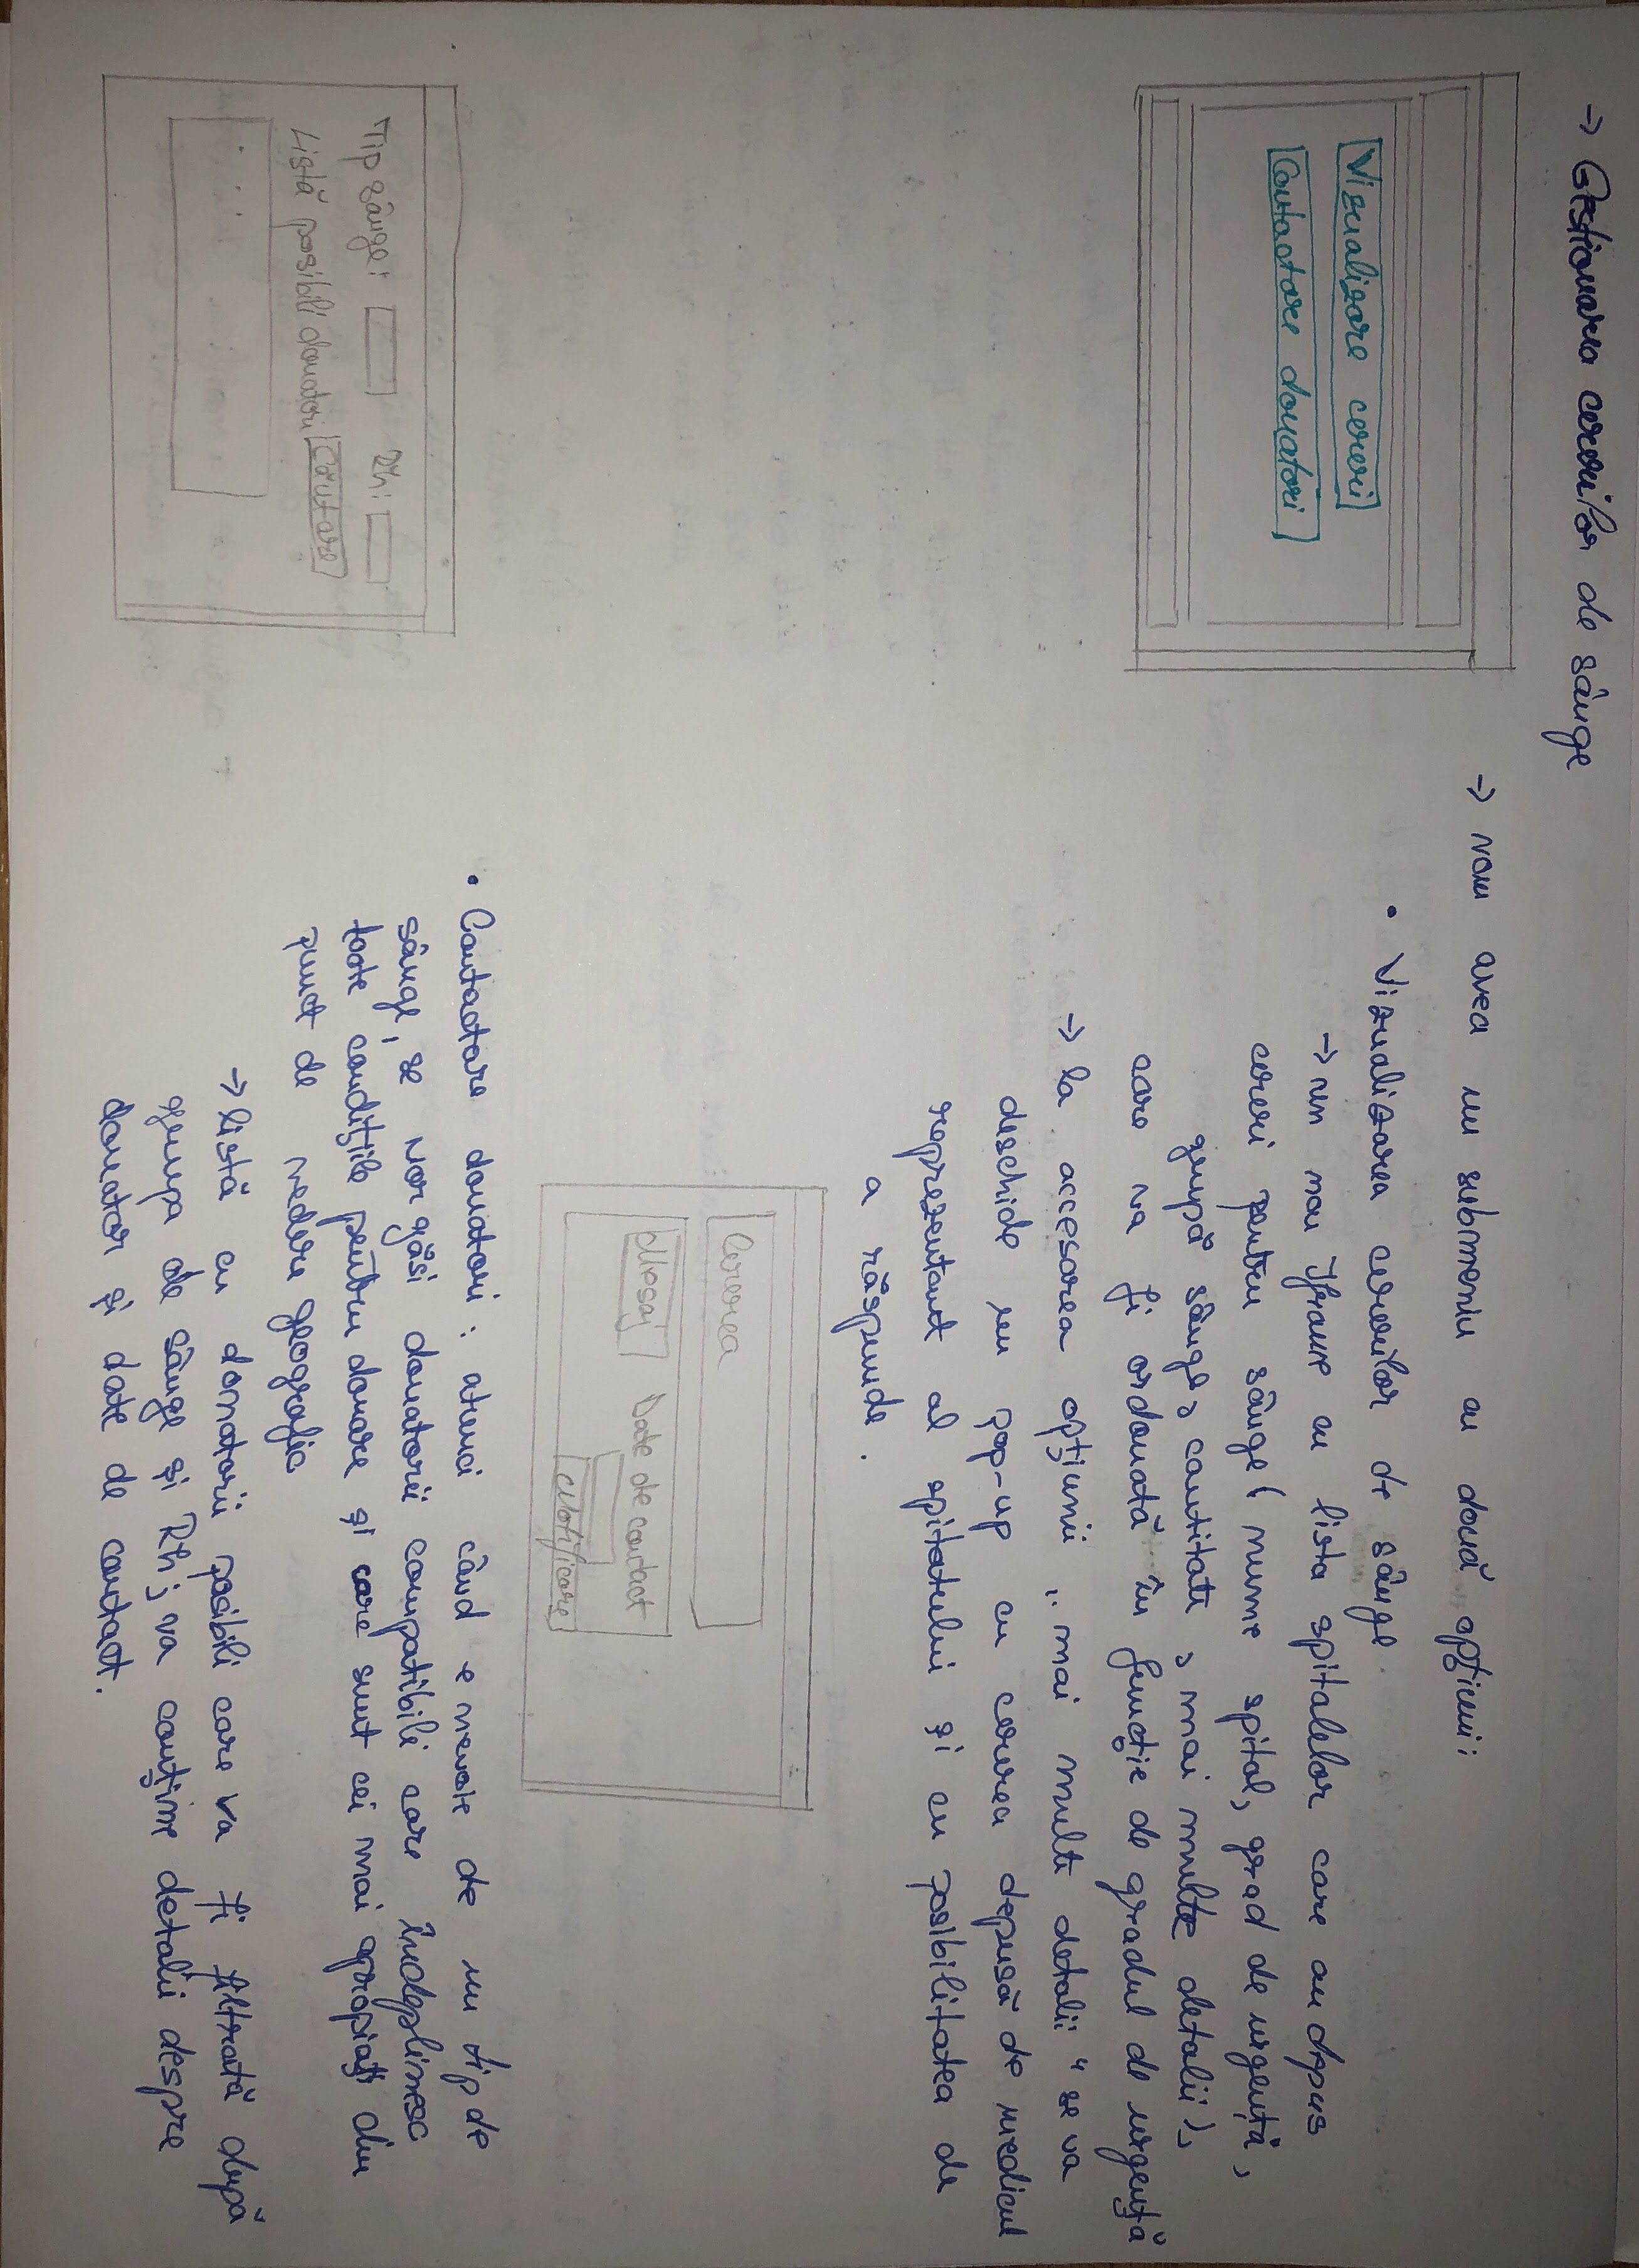 → Gestionarea cererilor de sânge
Vizualizare cereri
Contactare donatori
→ vom avea un submeniu cu două opțiuni:
• Vizualizarea cererilor de sânge.
→ un nou frame cu lista spitalelor care au depus
cereri pentru sânge (nume spital, grad de urgență,
grupă sânge, cantitate, mai multe detalii),
care va fi ordonată în funcție de gradul de urgență
→ la accesarea opțiunii „mai multe detalii" se va
deschide un pop-up cu cererea depusă de medicul
reprezentant al spitalului și cu posibilitatea de
a răspunde.
Cererea
Mesaj
Date de contact
Notificare
• Contactare donatori: atunci când e nevoie de un tip de
sânge, se vor găsi donatorii compatibili care îndeplinesc
toate condițiile pentru donare și care sunt cei mai apropiați din
punct de vedere geografic
→ listă cu donatorii posibili care va fi filtrată după
grupa de sânge și Rh; va conține detalii despre
donator și date de contact.
Tip sânge: Rh:
Listă posibili donatori Căutare